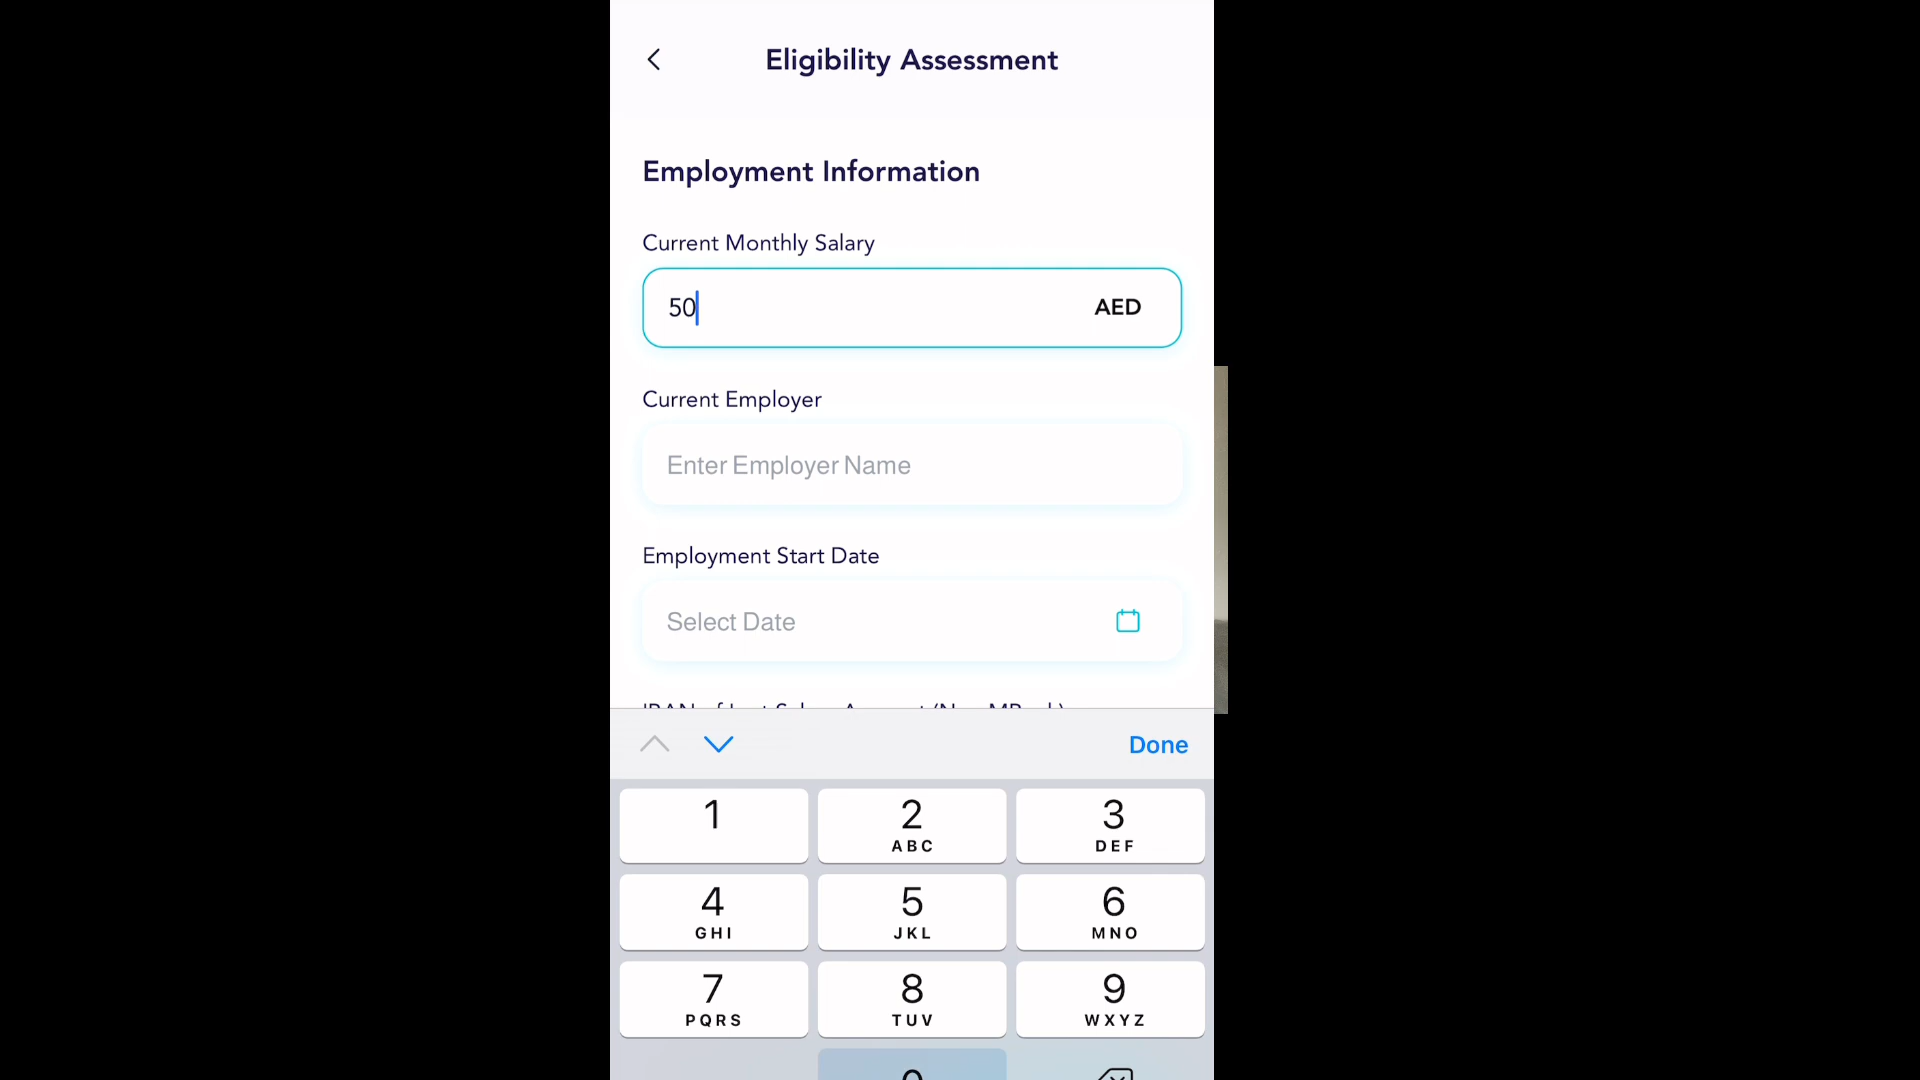 Eligibility Assessment
Employment Information
Current Monthly Salary
50
AED
Current Employer
Enter Employer Name
Employment Start Date
Select Date
Done
1
2
ABC
3
DEF
4
GHI
5
JKL
6
MNO
7
PQRS
8
TUV
9
WXYZ
0